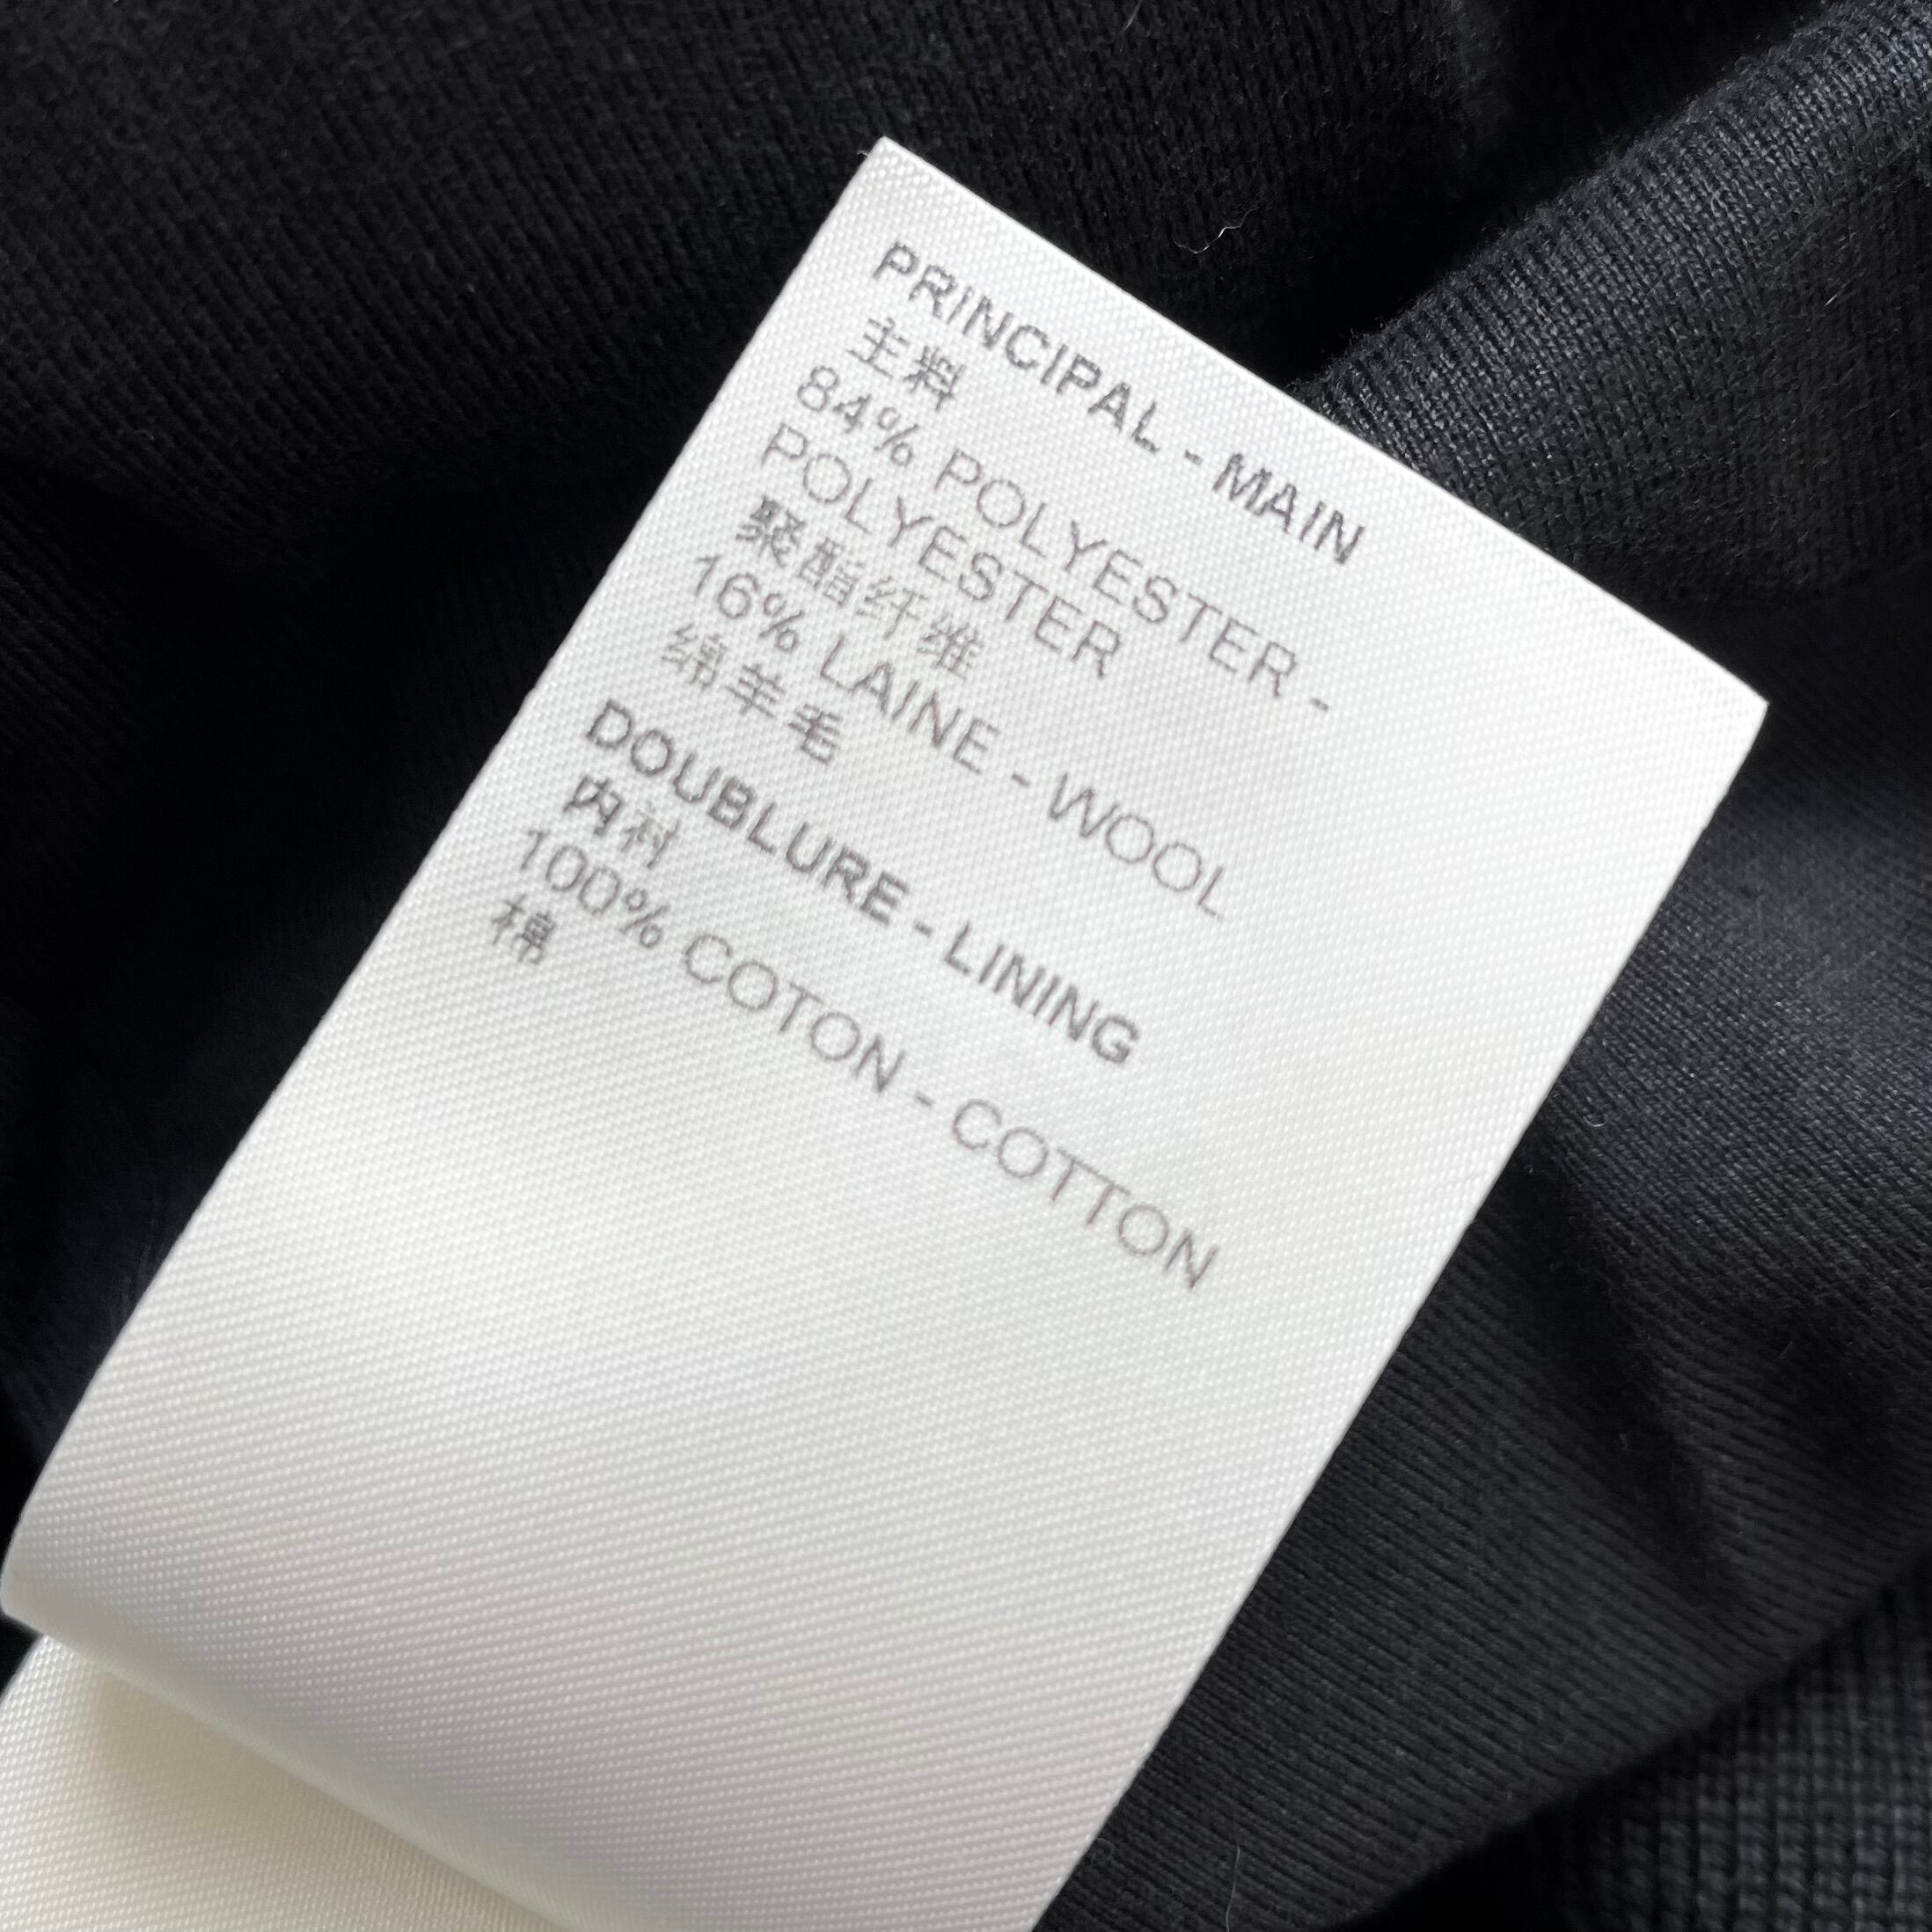 PRINCIPAL - MAIN
主料
84% POLYESTER -
POLYESTER
聚酯纤维
16% LAINE - WOOL
绵羊毛
DOUBLURE - LINING
内衬
100% COTON - COTTON
棉